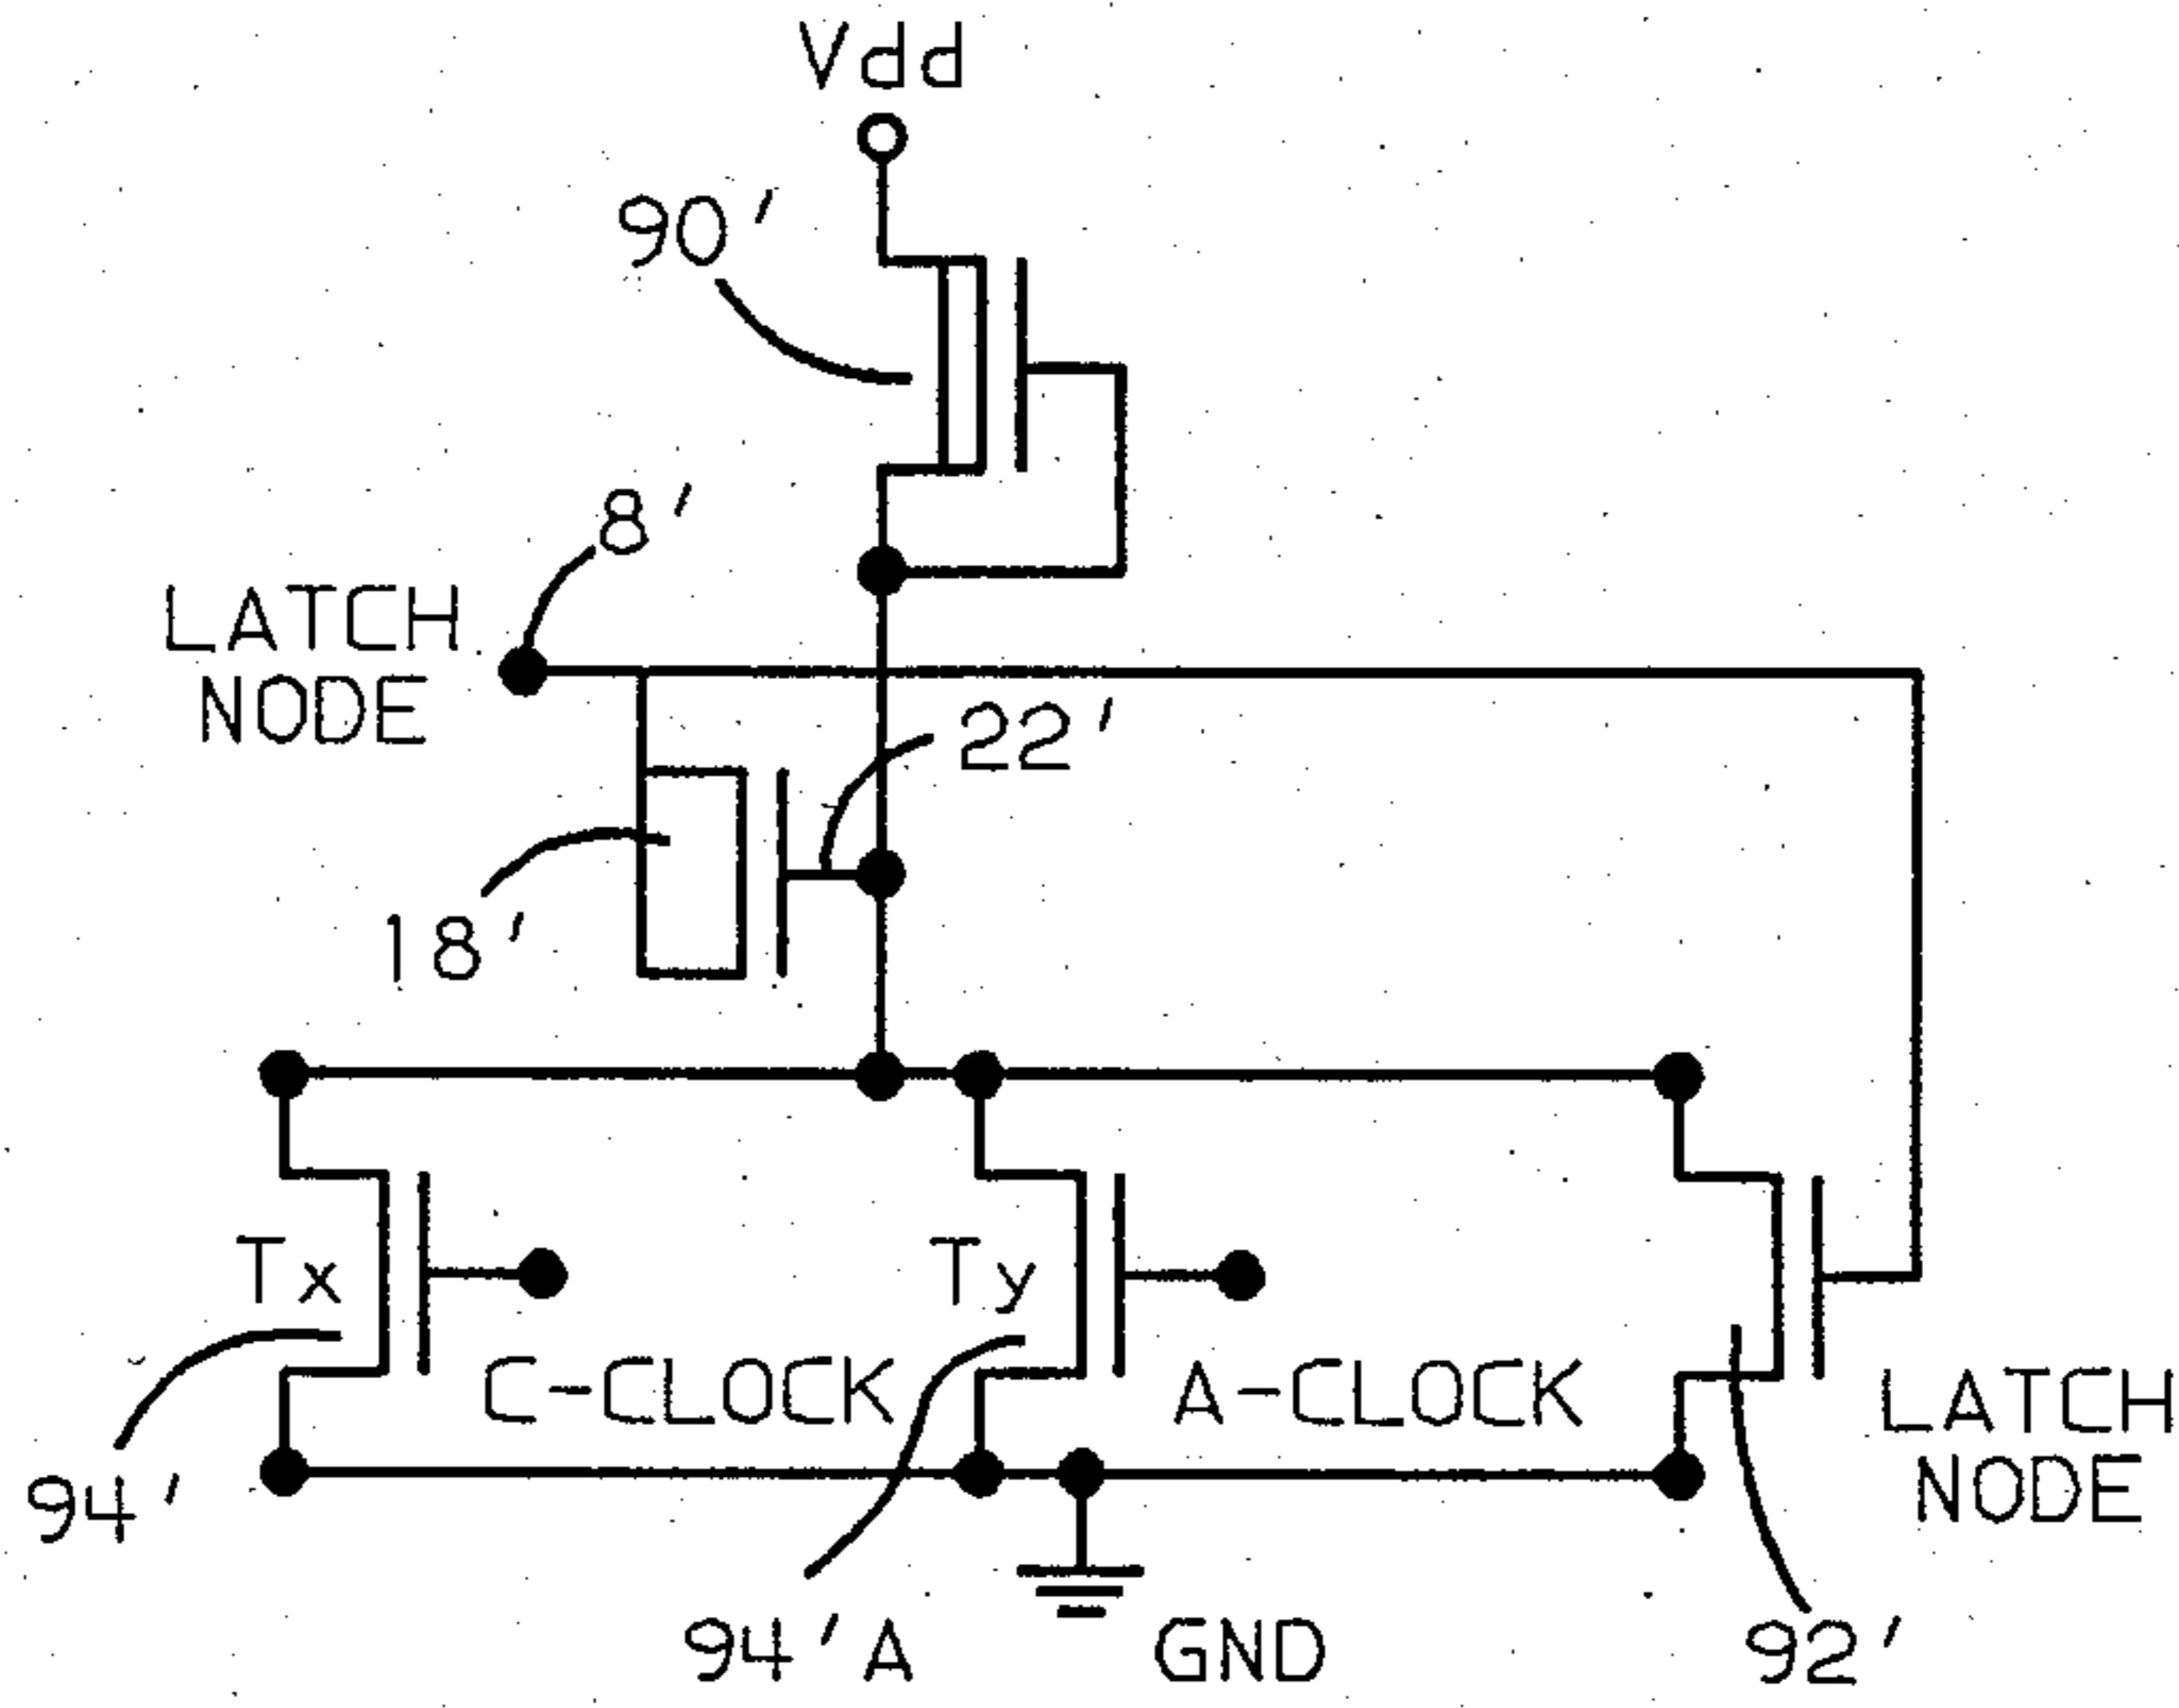 Vdd
90'
8'
LATCH
NODE
22'
18'
Tx
Ty
C-CLOCK
A-CLOCK
LATCH
NODE
94'
94'A
GND
92'